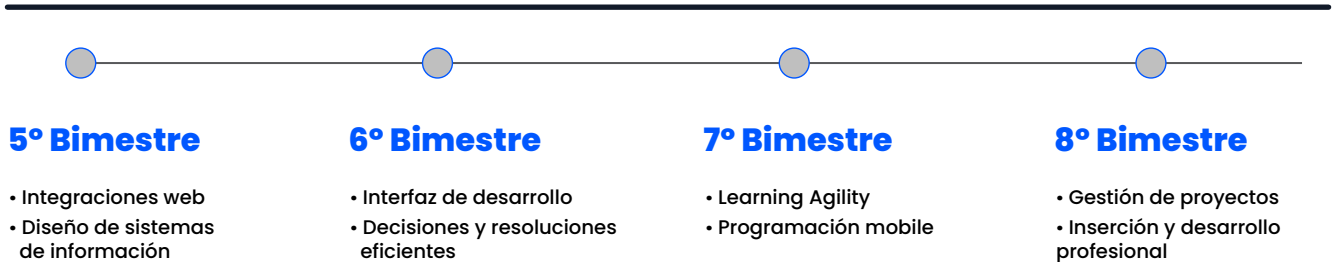 5º Bimestre
• Integraciones web
• Diseño de sistemas
de información
6º Bimestre
• Interfaz de desarrollo
• Decisiones y resoluciones
eficientes
7º Bimestre
• Learning Agility
• Programación mobile
8º Bimestre
• Gestión de proyectos
• Inserción y desarrollo
profesional